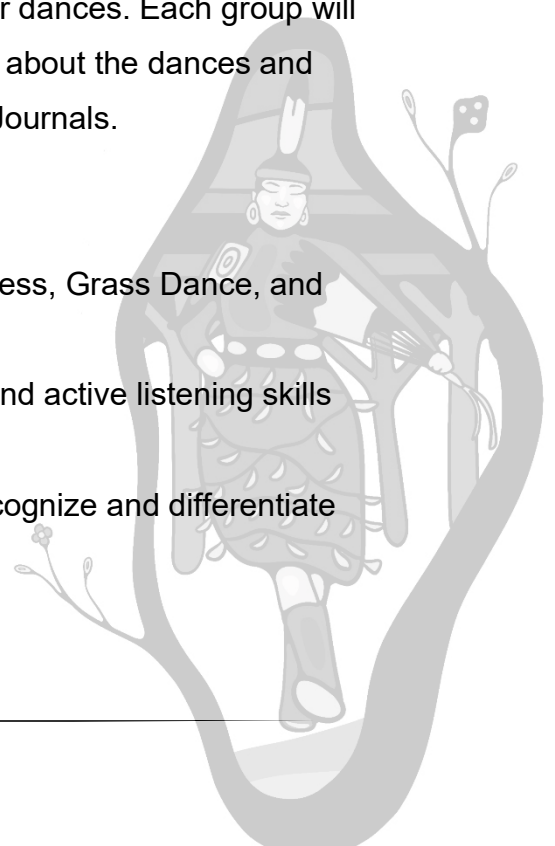 r dances. Each group will
about the dances and
Journals.
ess, Grass Dance, and
nd active listening skills
cognize and differentiate